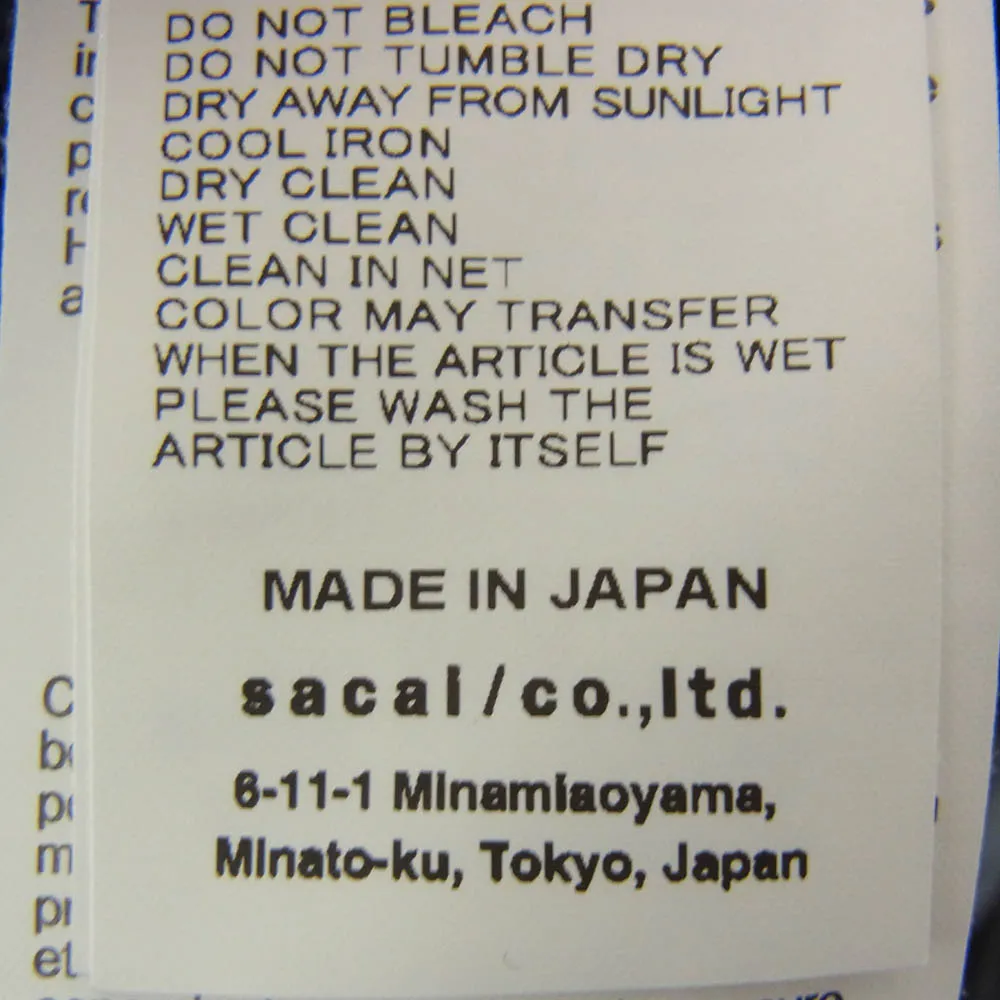 DO NOT BLEACH
DO NOT TUMBLE DRY
DRY AWAY FROM SUNLIGHT
COOL IRON
DRY CLEAN
WET CLEAN
CLEAN IN NET
COLOR MAY TRANSFER
WHEN THE ARTICLE IS WET
PLEASE WASH THE
ARTICLE BY ITSELF
MADE IN JAPAN
sacai/co.,ltd.
6-11-1 Minamiaoyama,
Minato-ku, Tokyo, Japan